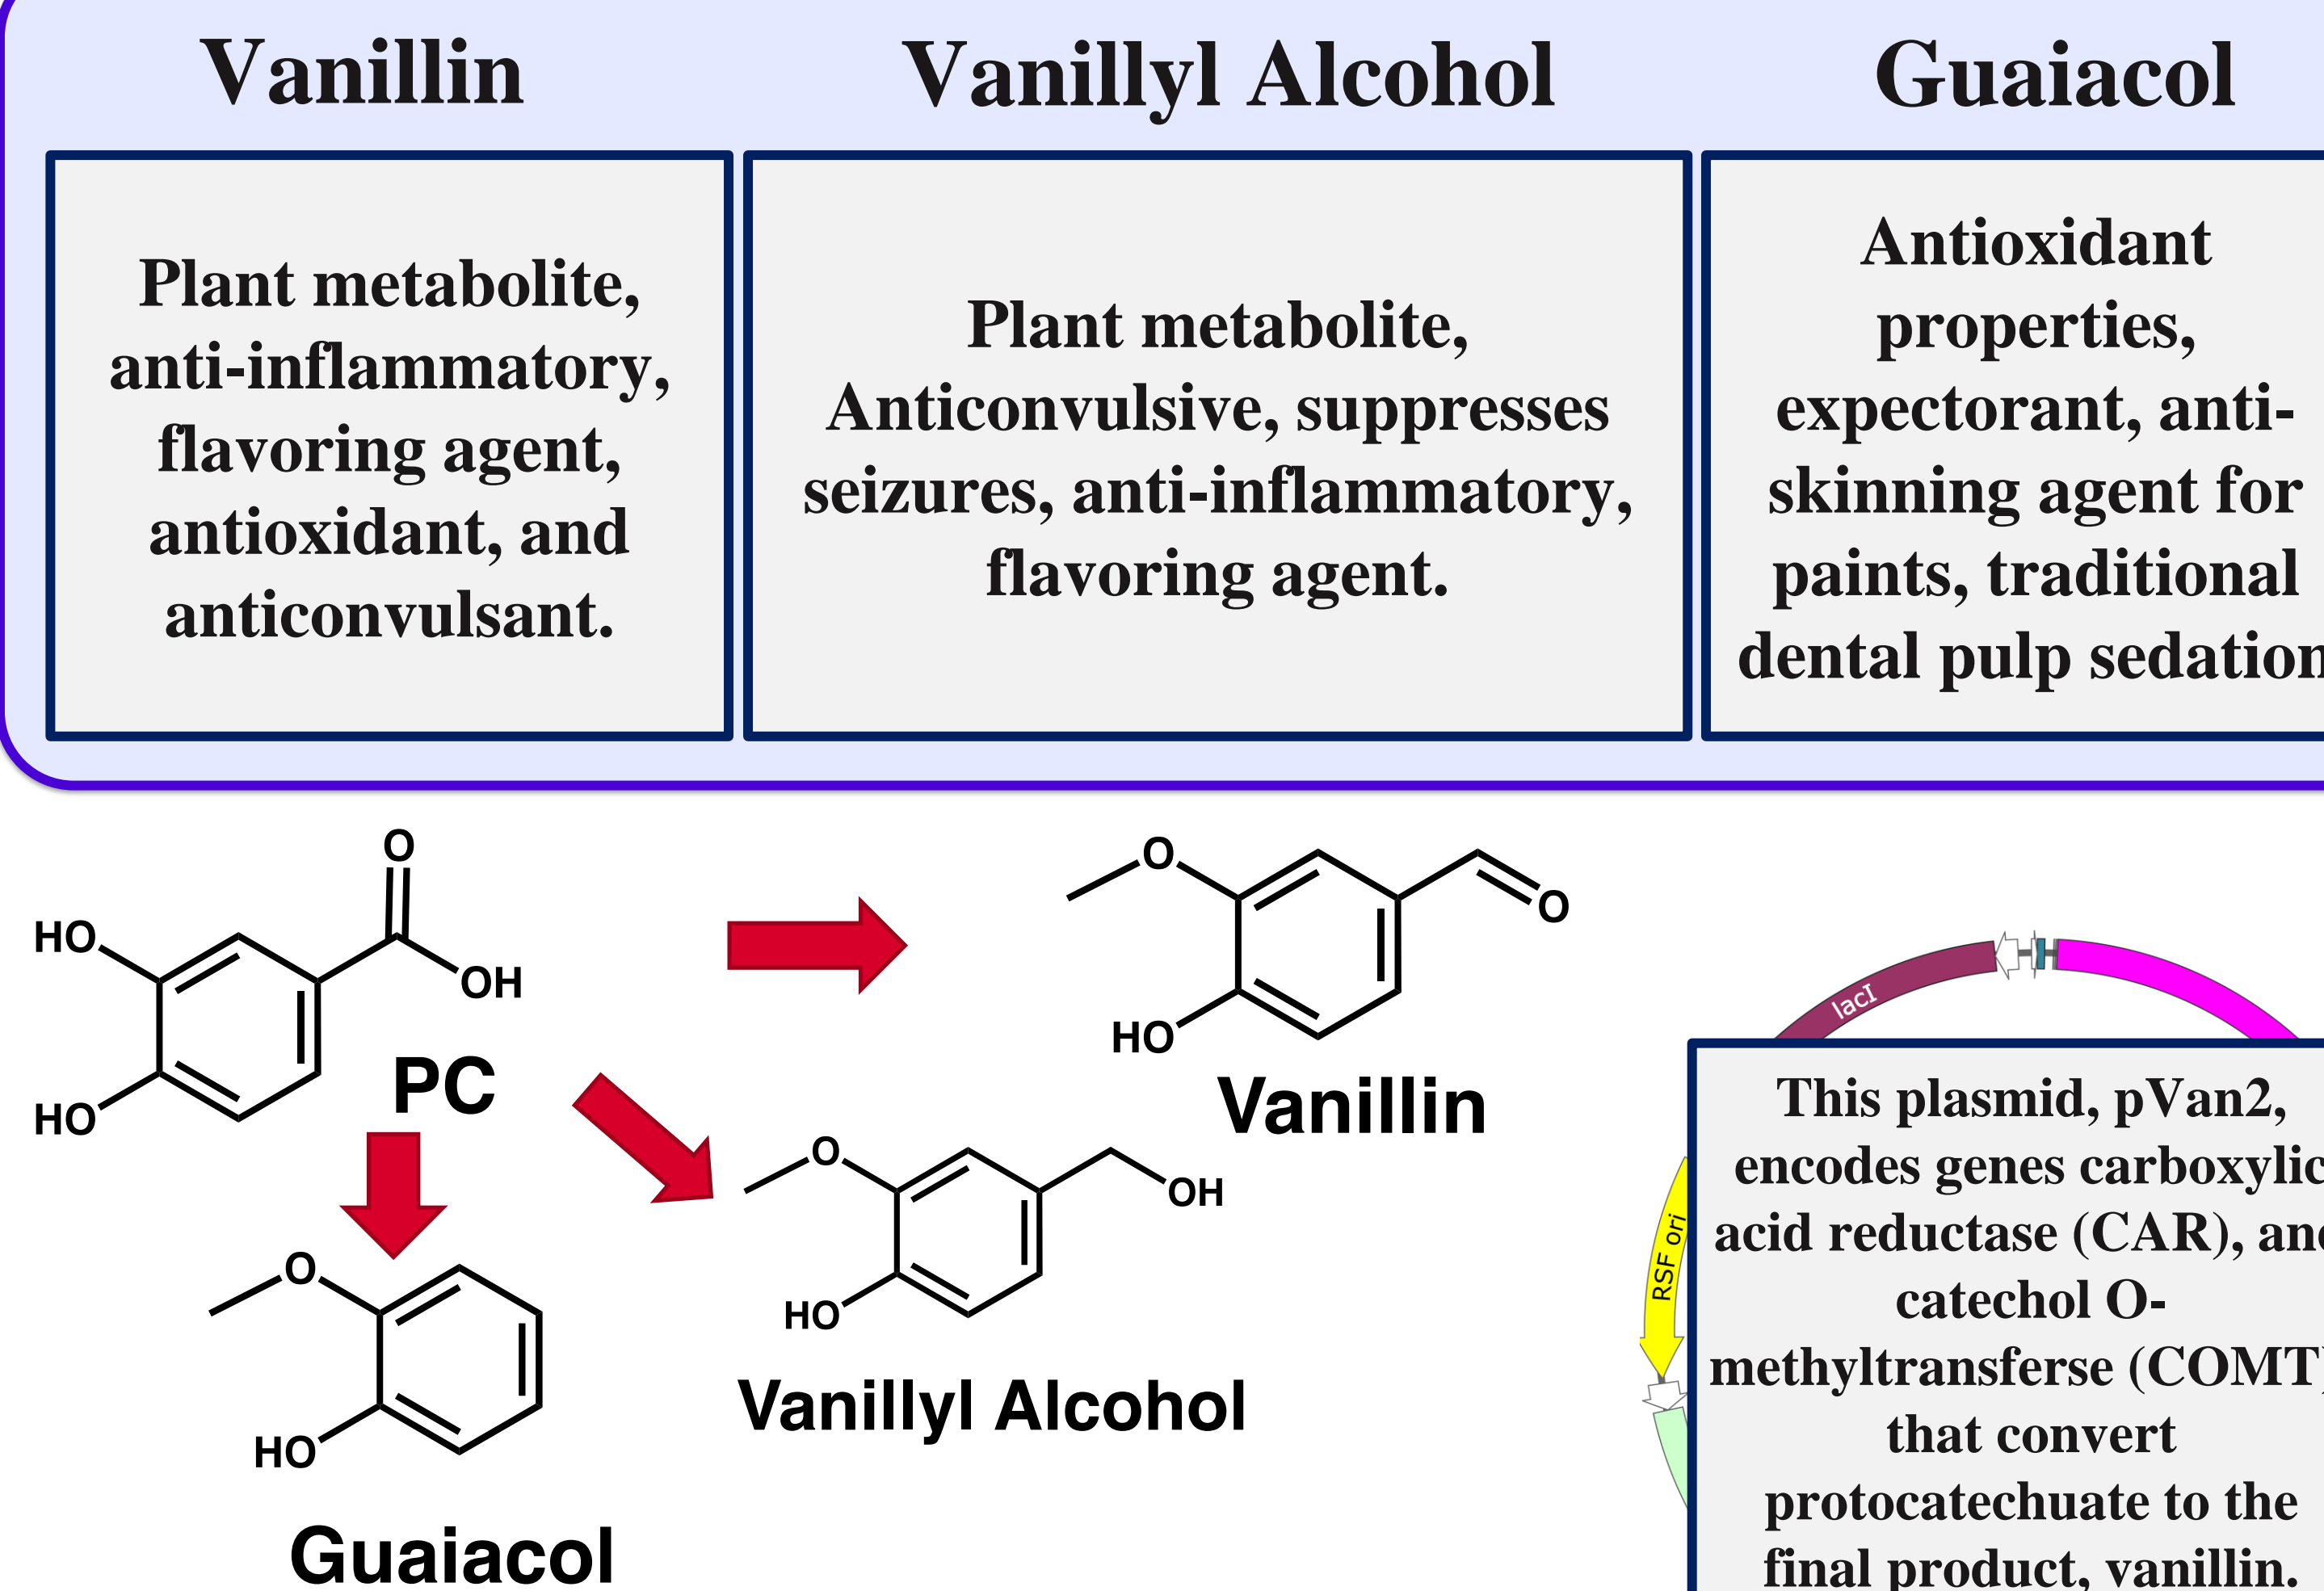 Vanillin
Vanillyl Alcohol
Guaiacol
Plant metabolite,
anti-inflammatory,
flavoring agent,
antioxidant, and
anticonvulsant.
Plant metabolite,
Anticonvulsive, suppresses
seizures, anti-inflammatory,
flavoring agent.
Antioxidant
properties,
expectorant, anti-
skinning agent for
paints, traditional
dental pulp sedation
O
HO
OH
HO
PC
O
O
HO
Vanillin
O
OH
HO
Vanillyl Alcohol
O
HO
Guaiacol
lacI
RSF ori
This plasmid, pVan2,
encodes genes carboxylic
acid reductase (CAR), and
catechol O-
methyltransferse (COMT)
that convert
protocatechuate to the
final product, vanillin.